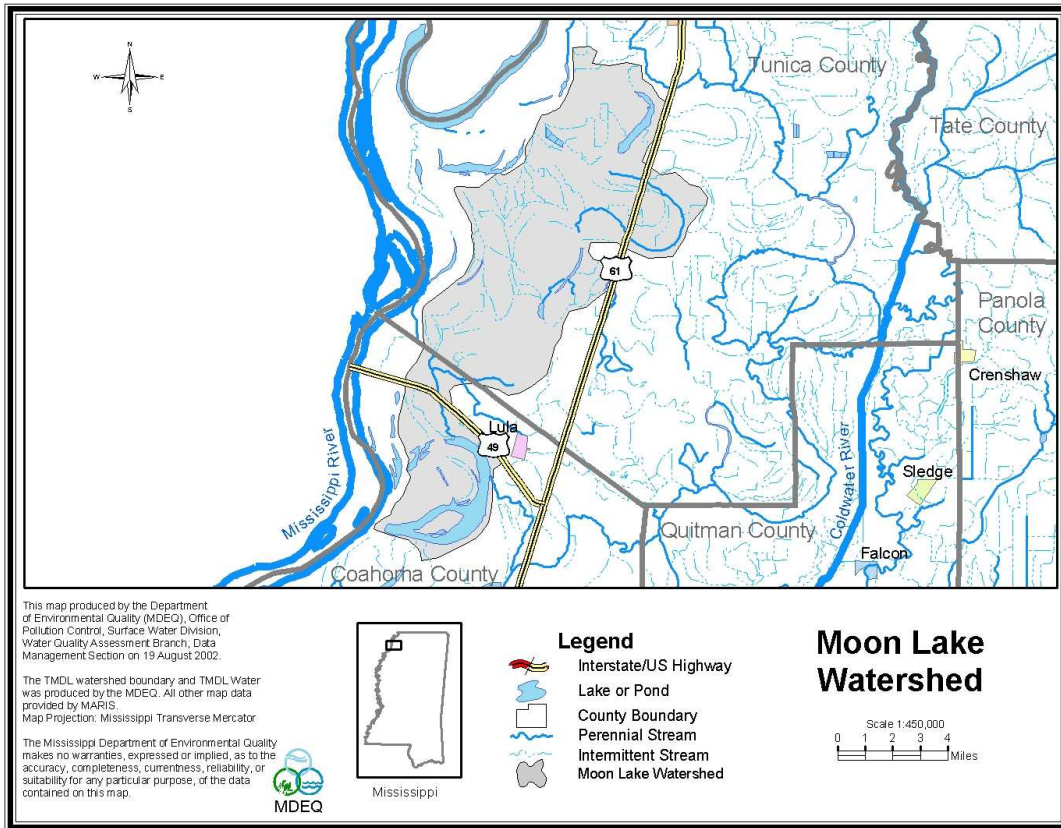 N
W E
S
Tunica County
Tate County
61
Panola
County
Crenshaw
Lula
49
Mississippi River
Coldwater River
Sledge
Quitman County
Falcon
Coahoma County
This map produced by the Department
of Environmental Quality (MDEQ), Office of
Pollution Control, Surface Water Division,
Water Quality Assessment Branch, Data
Management Section on 19 August 2002.
The TMDL watershed boundary and TMDL Water
was produced by the MDEQ. All other map data
provided by MARIS.
Map Projection: Mississippi Transverse Mercator
The Mississippi Department of Environmental Quality
makes no warranties, expressed or implied, as to the
accuracy, completeness, currentness, reliability, or
suitability for any particular purpose, of the data
contained on this map.
MDEQ
Mississippi
Legend
Interstate/US Highway
Lake or Pond
County Boundary
Perennial Stream
Intermittent Stream
Moon Lake Watershed
Moon Lake
Watershed
Scale 1:450,000
0 1 2 3 4
Miles